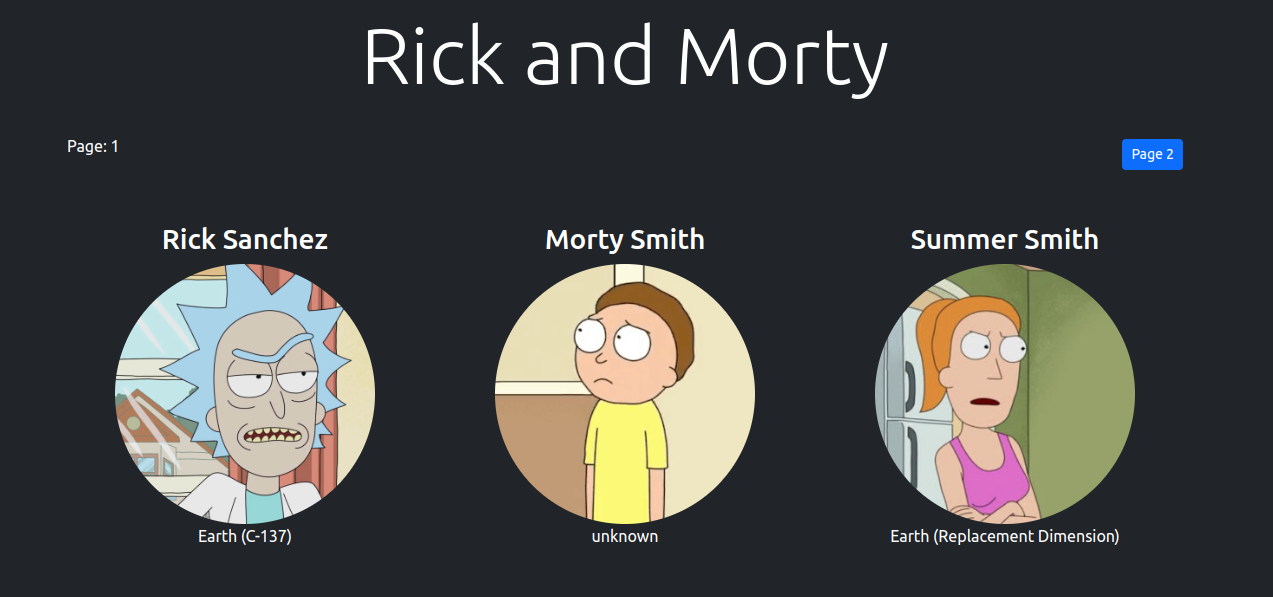 Rick and Morty
Page: 1
Page 2
Rick Sanchez
Morty Smith
Summer Smith
Earth (C-137)
unknown
Earth (Replacement Dimension)